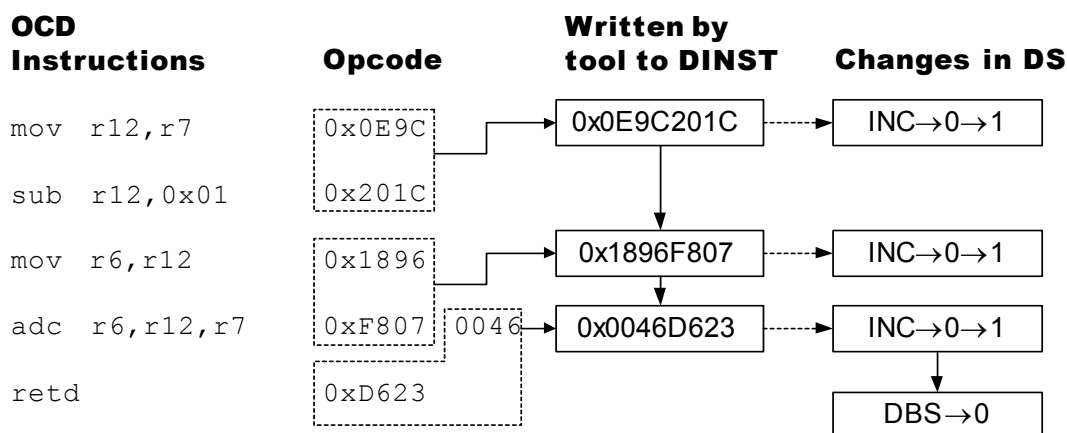 OCD Instructions Opcode Written by tool to DINST Changes in DS
mov r12,r7 0x0E9C 0x0E9C201C INC→0→1
sub r12,0x01 0x201C
mov r6,r12 0x1896 0x1896F807 INC→0→1
adc r6,r12,r7 0xF807 0046 0x0046D623 INC→0→1
retd 0xD623 DBS→0